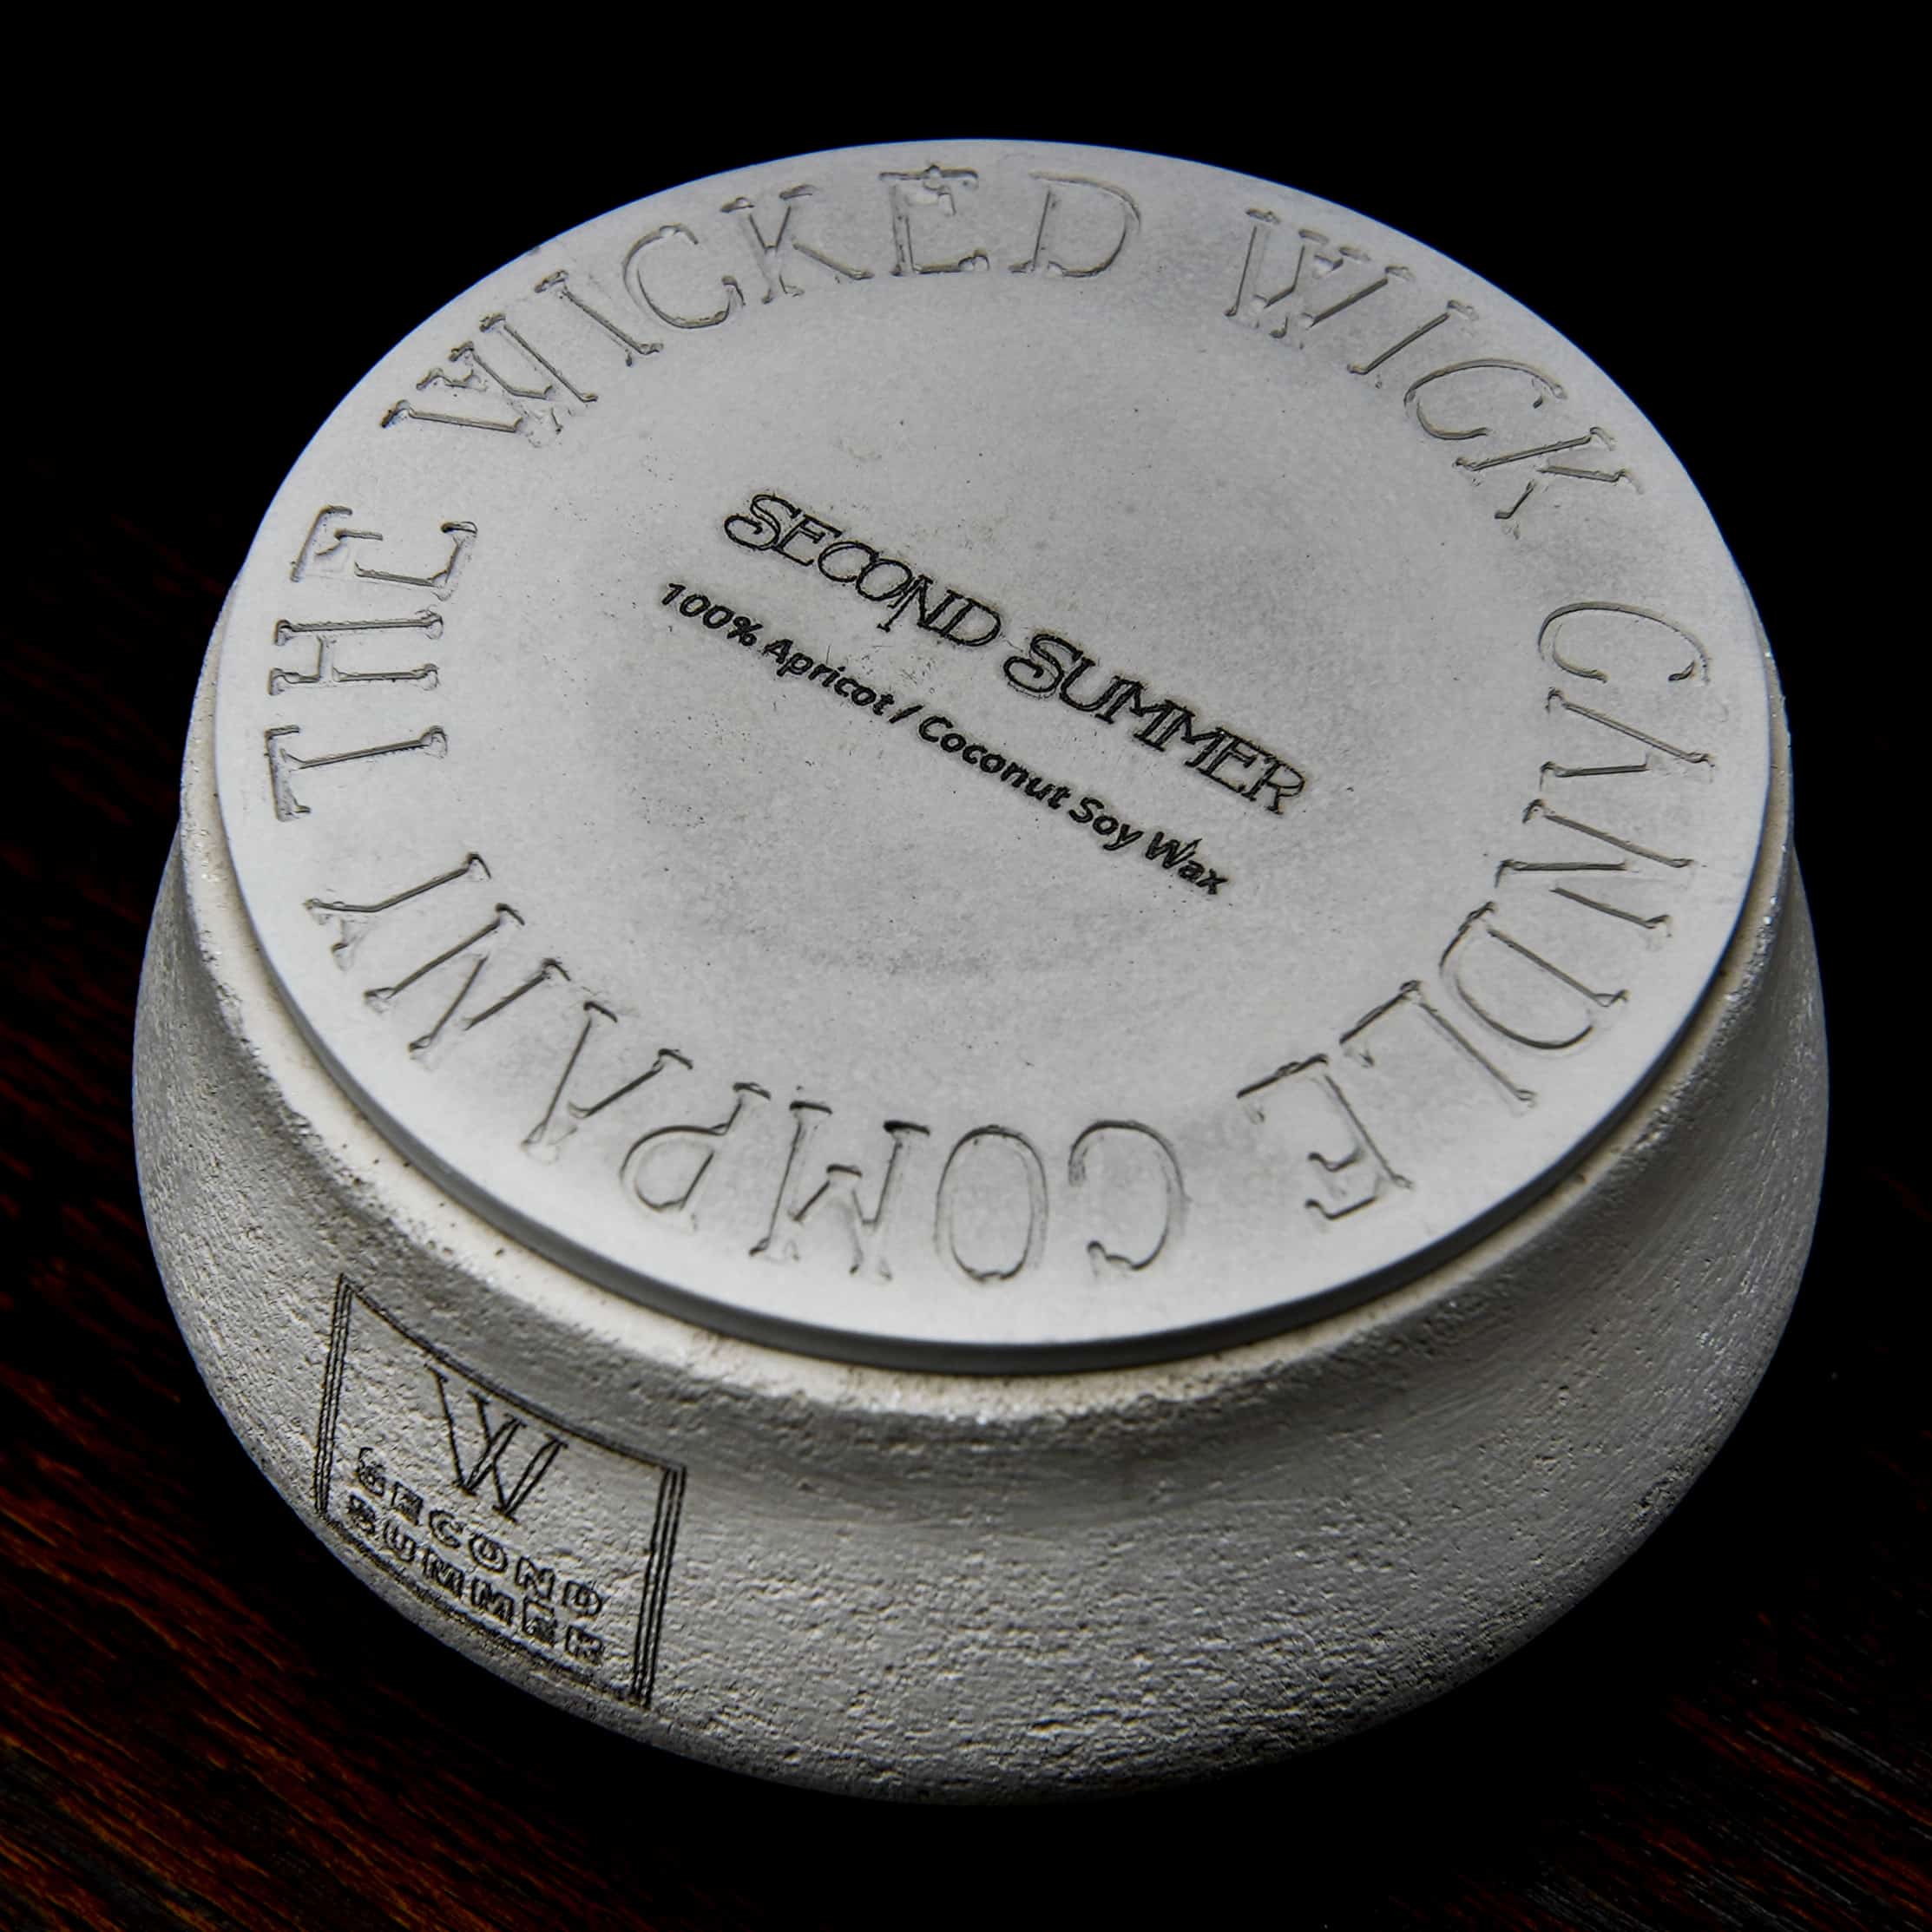 THE WICKED WICK CANDLE COMPANY
SECOND SUMMER
100% Apricot / Coconut Soy Wax
W
SECOND
SUMMER